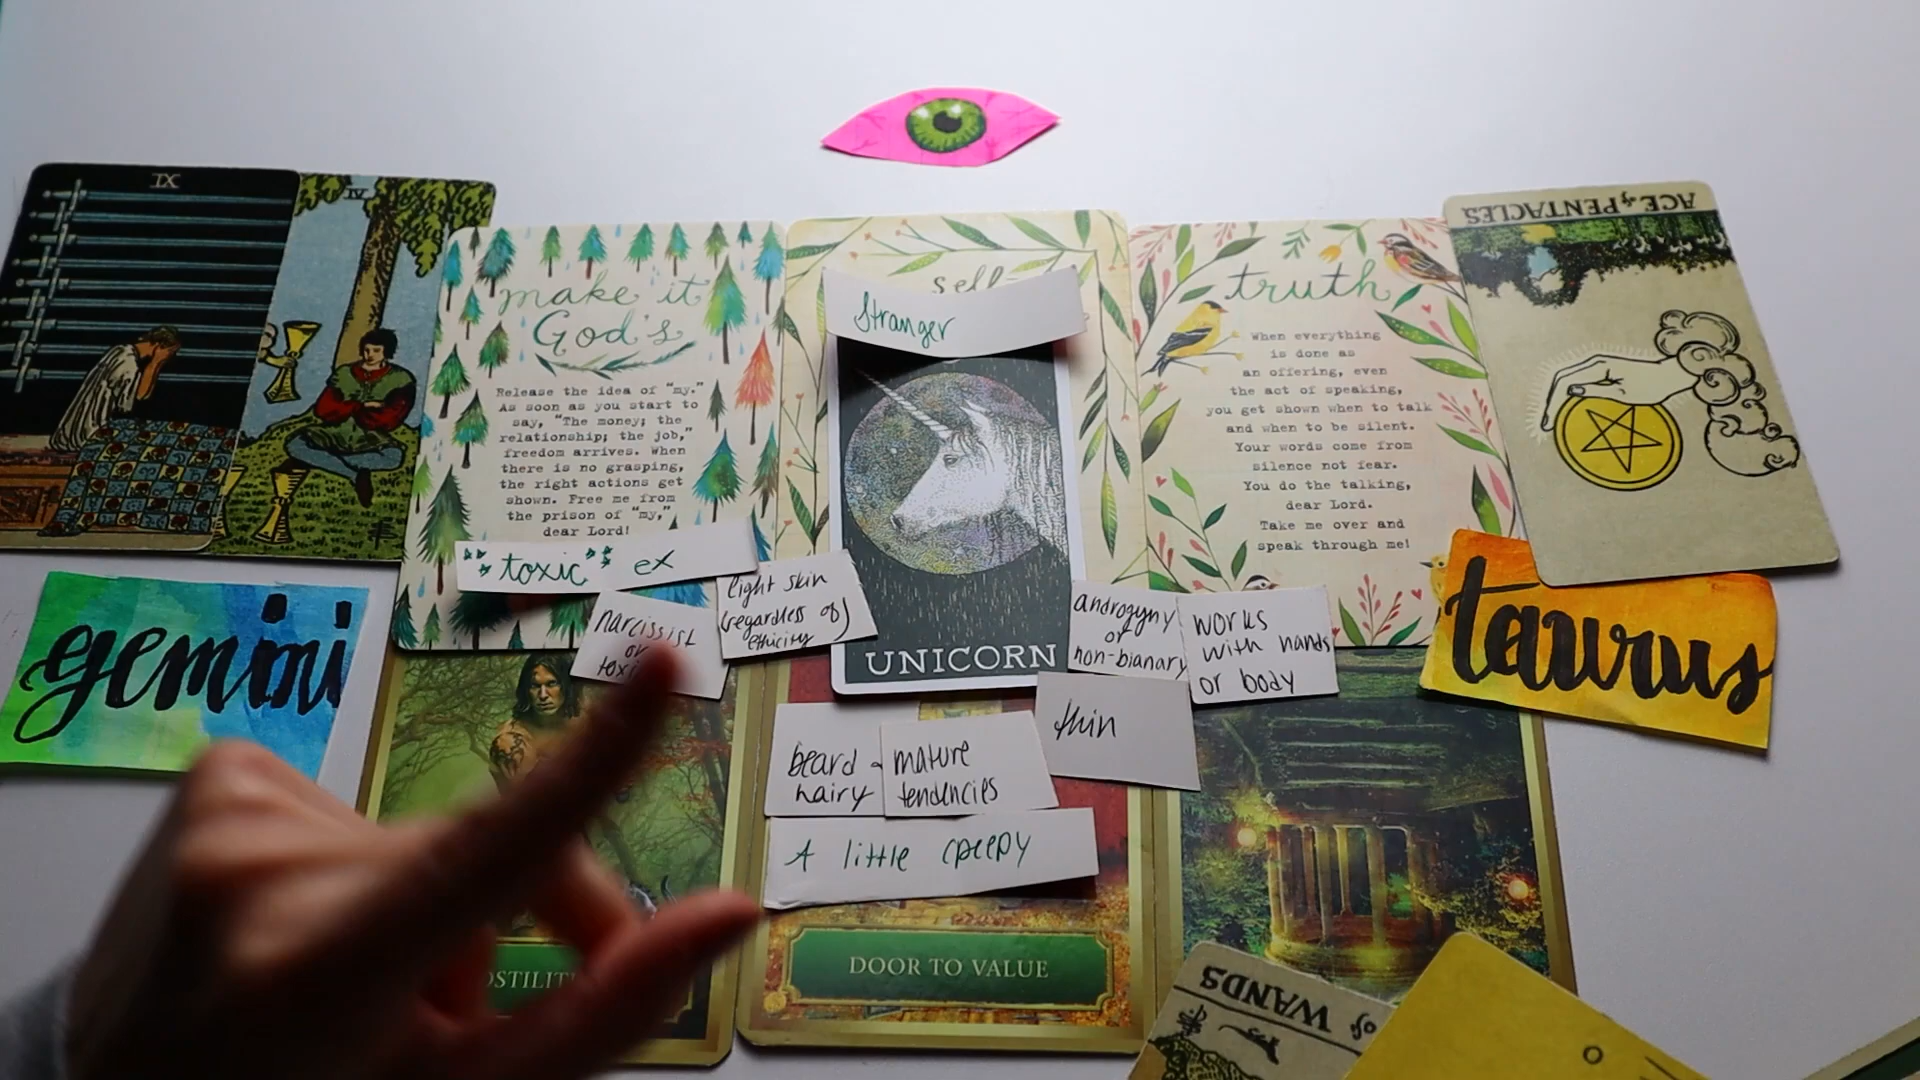 IX
IV
make it
God's
Release the idea of "my."
As soon as you start to
say, "The money; the
relationship; the job,"
freedom arrives. When
there is no grasping,
the right actions get
shown. Free me from
the prison of "my,"
dear Lord!
self
Stranger
UNICORN
truth
When everything
is done as
an offering, even
the act of speaking,
you get shown when to talk
and when to be silent.
Your words come from
silence not fear.
You do the talking,
dear Lord.
Take me over and
speak through me!
ACE of PENTACLES
"toxic" ex
narcissist
or
light skin
(regardless of)
ethicity
androgyny
or
non-bianary
works
with hands
or body
gemini
taurus
thin
beard
hairy
mature
tendencies
A little creepy
DOOR TO VALUE
of WANDS